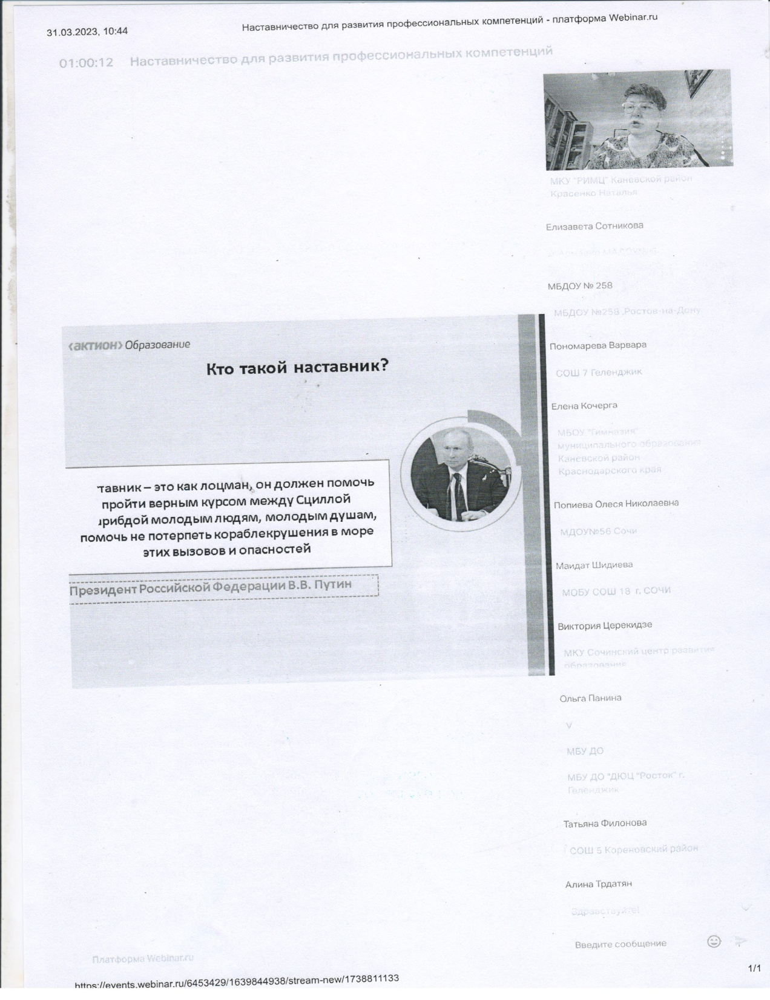 31.03.2023, 10:44
Наставничество для развития профессиональных компетенций - платформа Webinar.ru
01:00:12 Наставничество для развития профессиональных компетенций
МКУ "РИМЦ" Каневской район
Красенко Наталья
Елизавета Сотникова
МБДОУ № 258
МБДОУ №258 ,Ростов-на-Дону
Пономарева Варвара
СОШ 7 Геленджик
Елена Кочерга
МБОУ "Гимназия"
муниципального образования
Каневской район
Краснодарского края
Попиева Олеся Николаевна
МДОУ№56 Сочи
Маидат Шидиева
МОБУ СОШ 18 г. СОЧИ
Виктория Церекидзе
МКУ Сочинский центр развития
образования
Ольга Панина
V
МБУ ДО
МБУ ДО "ДЮЦ "Росток" г.
Геленджик
Татьяна Филонова
СОШ 5 Кореновский район
Алина Трдатян
Здравствуйте!
Введите сообщение
‹актион› Образование
Кто такой наставник?
тавник – это как лоцман, он должен помочь
пройти верным курсом между Сциллой
рибдой молодым людям, молодым душам,
помочь не потерпеть кораблекрушения в море
этих вызовов и опасностей
Президент Российской Федерации В.В. Путин
Платформа Webinar.ru
https://events.webinar.ru/6453429/1639844938/stream-new/1738811133
1/1